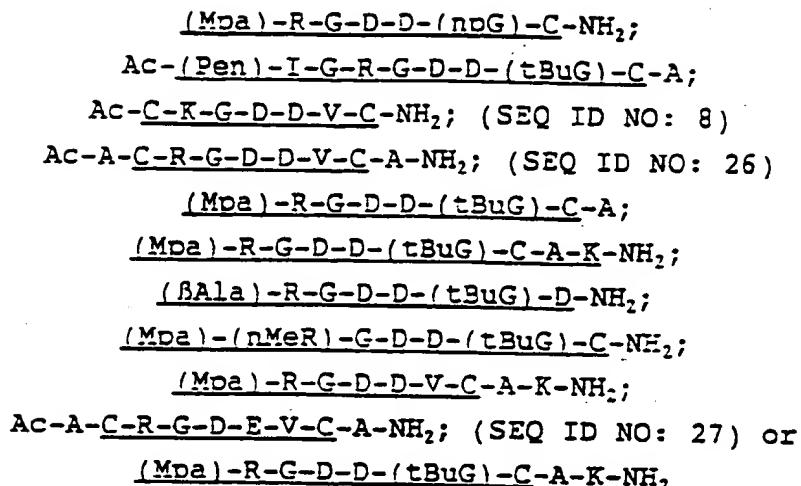 (Mpa)-R-G-D-D-(npG)-C-NH₂;
Ac-(Pen)-I-G-R-G-D-D-(tBuG)-C-A;
Ac-C-K-G-D-D-V-C-NH₂; (SEQ ID NO: 8)
Ac-A-C-R-G-D-D-V-C-A-NH₂; (SEQ ID NO: 26)
(Mpa)-R-G-D-D-(tBuG)-C-A;
(Mpa)-R-G-D-D-(tBuG)-C-A-K-NH₂;
(βAla)-R-G-D-D-(tBuG)-D-NH₂;
(Mpa)-(nMeR)-G-D-D-(tBuG)-C-NH₂;
(Mpa)-R-G-D-D-V-C-A-K-NH₂;
Ac-A-C-R-G-D-E-V-C-A-NH₂; (SEQ ID NO: 27) or
(Mpa)-R-G-D-D-(tBuG)-C-A-K-NH₂